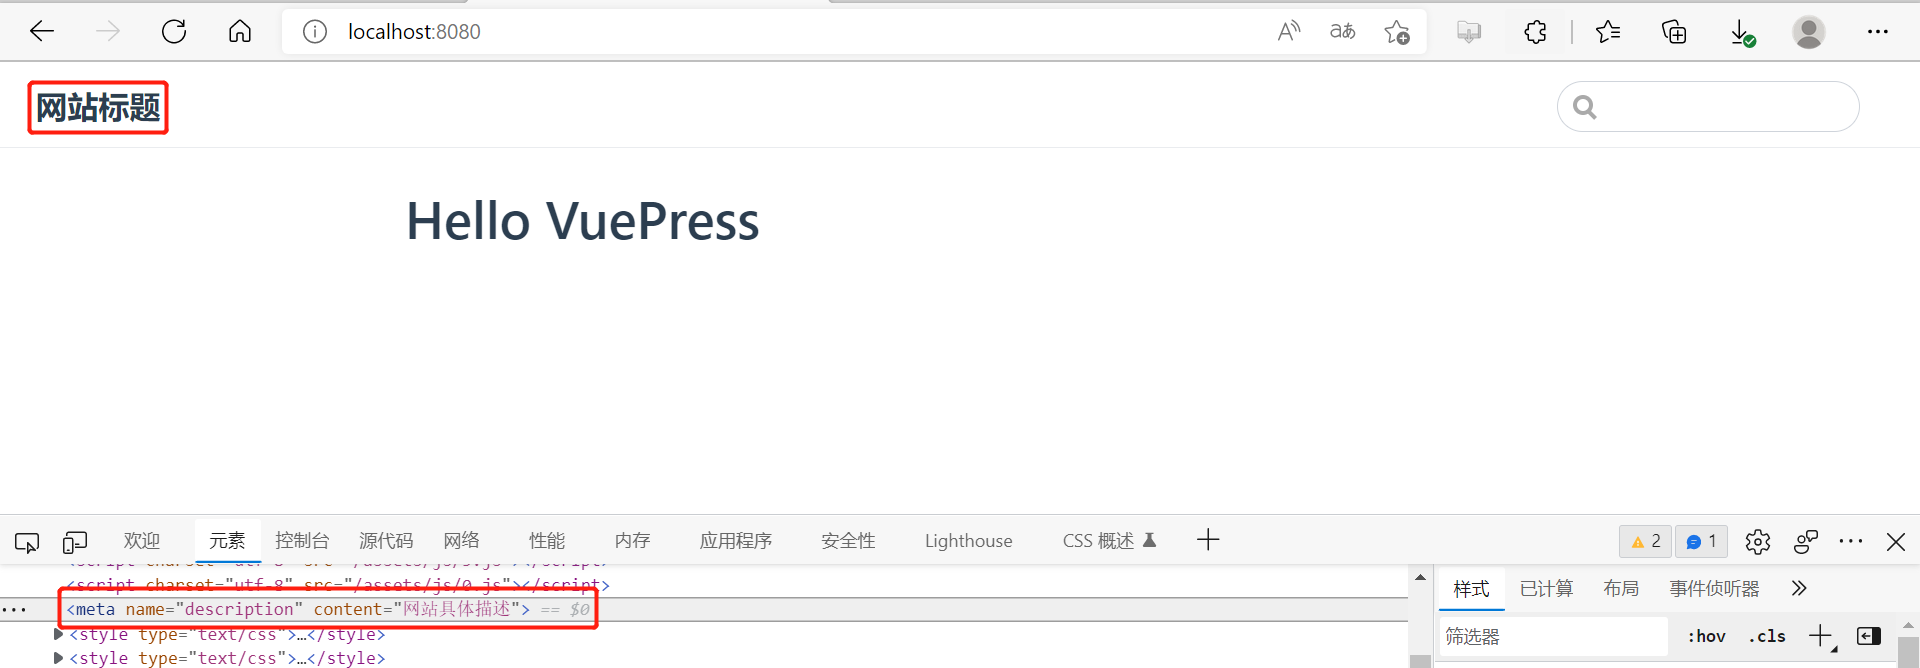 localhost:8080
aあ
网站标题
Hello VuePress
欢迎 元素 控制台 源代码 网络 性能 内存 应用程序 安全性 Lighthouse CSS 概述 2 1
<script charset="utf-8" src="/assets/js/0.js"></script>
<meta name="description" content="网站具体描述"> == $0
<style type="text/css">…</style>
<style type="text/css">…</style>
样式 已计算 布局 事件侦听器
筛选器 :hov .cls